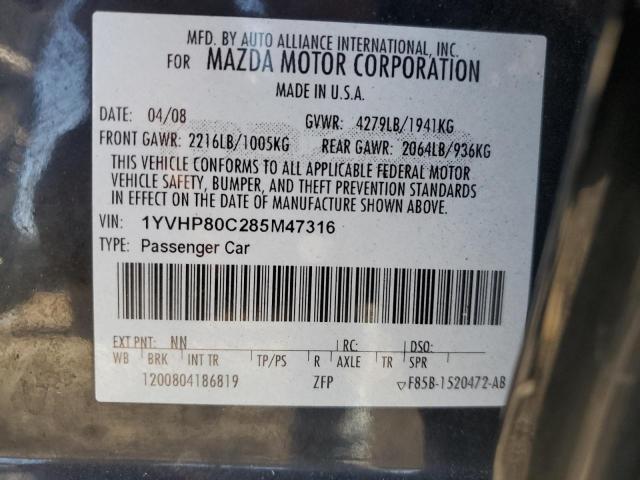 MFD. BY AUTO ALLIANCE INTERNATIONAL, INC.
FOR MAZDA MOTOR CORPORATION
MADE IN U.S.A.
DATE: 04/08 GVWR: 4279LB/1941KG
FRONT GAWR: 2216LB/1005KG REAR GAWR: 2064LB/936KG
THIS VEHICLE CONFORMS TO ALL APPLICABLE FEDERAL MOTOR
VEHICLE SAFETY, BUMPER, AND THEFT PREVENTION STANDARDS
IN EFFECT ON THE DATE OF MANUFACTURE SHOWN ABOVE.
VIN: 1YVHP80C285M47316
TYPE: Passenger Car
EXT PNT: NN RC: DSO:
WB BRK INT TR TP/PS R AXLE TR SPR
1200804186819 ZFP ▽F85B-1520472-AB